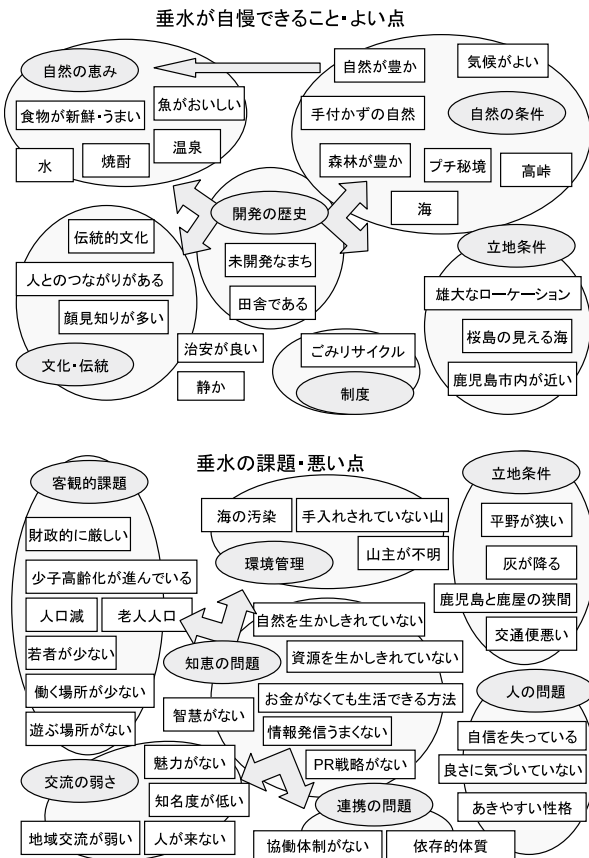 垂水が自慢できること・よい点
自然の恵み
食物が新鮮・うまい
魚がおいしい
水
焼酎
温泉
自然が豊か
気候がよい
手付かずの自然
自然の条件
森林が豊か
プチ秘境
高峠
海
開発の歴史
未開発なまち
田舎である
伝統的文化
人とのつながりがある
顔見知りが多い
文化・伝統
治安が良い
静か
ごみリサイクル
制度
立地条件
雄大なローケーション
桜島の見える海
鹿児島市内が近い
垂水の課題・悪い点
客観的課題
財政的に厳しい
少子高齢化が進んでいる
人口減
老人人口
若者が少ない
働く場所が少ない
遊ぶ場所がない
海の汚染
手入れされていない山
山主が不明
環境管理
立地条件
平野が狭い
灰が降る
鹿児島と鹿屋の狭間
交通便悪い
自然を生かしきれていない
知恵の問題
資源を生かしきれていない
お金がなくても生活できる方法
智慧がない
情報発信うまくない
PR戦略がない
人の問題
自信を失っている
良さに気づいていない
あきやすい性格
交流の弱さ
魅力がない
知名度が低い
地域交流が弱い
人が来ない
連携の問題
協働体制がない
依存的体質